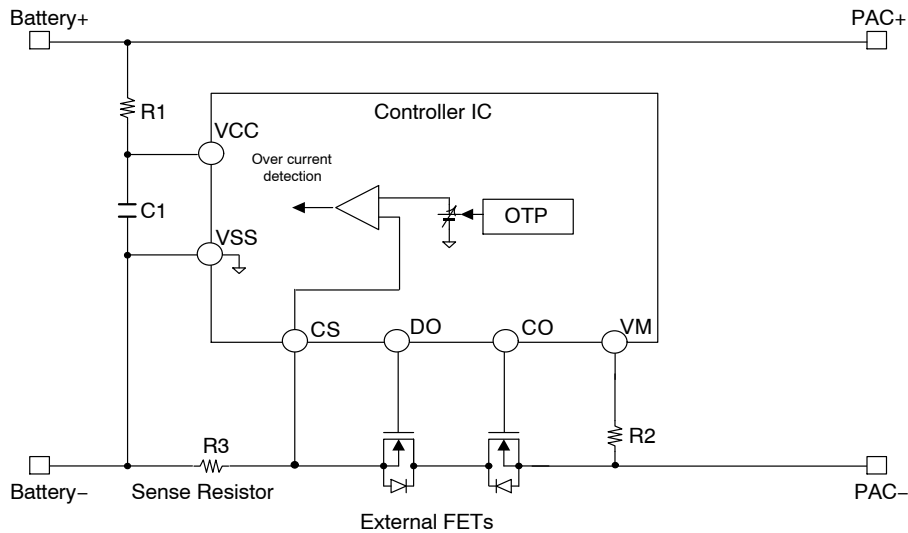 Battery+
PAC+
R1
Controller IC
VCC
Over current
detection
C1
OTP
VSS
CS
DO
CO
VM
R3
R2
Battery−
Sense Resistor
PAC−
External FETs